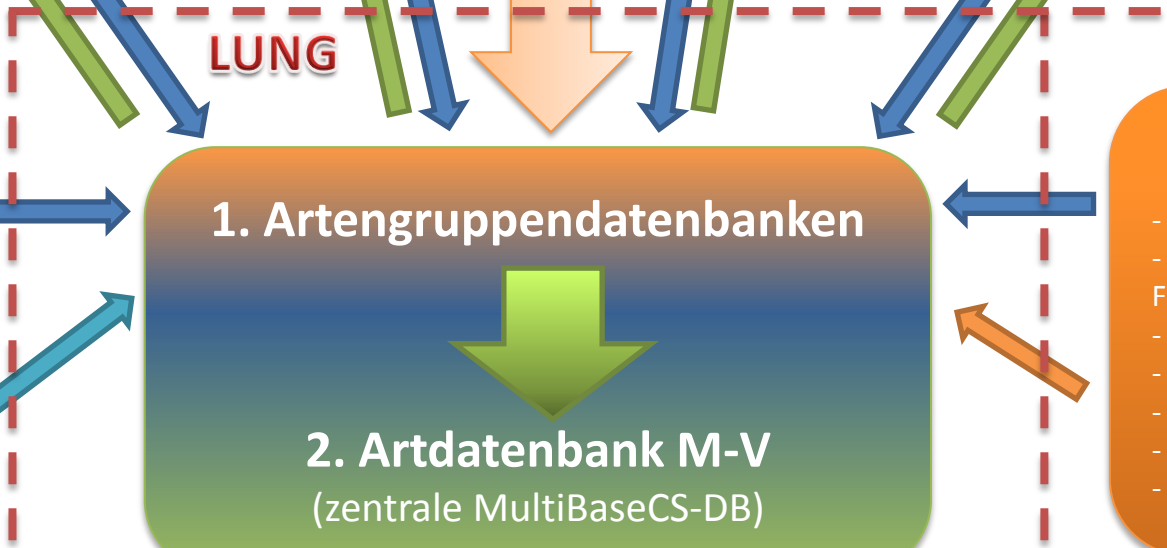 LUNG
1. Artengruppendatenbanken
2. Artdatenbank M-V
(zentrale MultiBaseCS-DB)
-
-
F
-
-
-
-
-